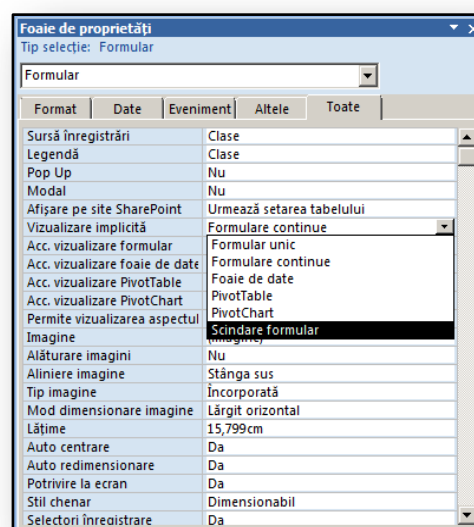 Foaie de proprietăți
Tip selecție: Formular
Formular
Format Date Eveniment Altele Toate
Sursă înregistrări Clase
Legendă Clase
Pop Up Nu
Modal Nu
Afișare pe site SharePoint Urmează setarea tabelului
Vizualizare implicită Formulare continue
Acc. vizualizare formular Formular unic
Acc. vizualizare foaie de date Formulare continue
Acc. vizualizare PivotTable Foaie de date
Acc. vizualizare PivotChart PivotTable
Permite vizualizarea aspectul PivotChart
Imagine Scindare formular
Alăturare imagini Nu
Aliniere imagine Stânga sus
Tip imagine Încorporată
Mod dimensionare imagine Lărgit orizontal
Lățime 15,799cm
Auto centrare Da
Auto redimensionare Da
Potrivire la ecran Da
Stil chenar Dimensionabil
Selectori înregistrare Da